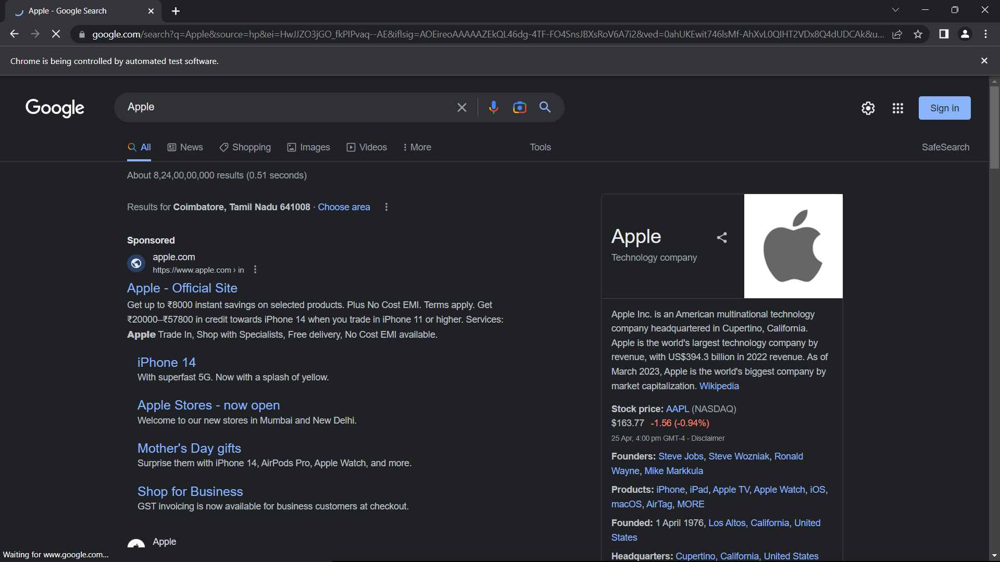 Apple - Google Search
google.com/search?q=Apple&source=hp&ei=HwJJZO3jGO_fkPIPvaq--AE&iflsig=AOEireoAAAAAZEkQL46dg-4TF-FO4SnsJBXsRoV6A7i2&ved=0ahUKEwit746lsMf-AhXvL0QIHT2VDx8Q4dUDCAk&u...
Chrome is being controlled by automated test software.
Google
Apple
Sign in
All
News
Shopping
Images
Videos
More
Tools
SafeSearch
About 8,24,00,00,000 results (0.51 seconds)
Results for Coimbatore, Tamil Nadu 641008 · Choose area
Sponsored
apple.com
https://www.apple.com › in
Apple - Official Site
Get up to ₹8000 instant savings on selected products. Plus No Cost EMI. Terms apply. Get
₹20000–₹57800 in credit towards iPhone 14 when you trade in iPhone 11 or higher. Services:
Apple Trade In, Shop with Specialists, Free delivery, No Cost EMI available.
iPhone 14
With superfast 5G. Now with a splash of yellow.
Apple Stores - now open
Welcome to our new stores in Mumbai and New Delhi.
Mother's Day gifts
Surprise them with iPhone 14, AirPods Pro, Apple Watch, and more.
Shop for Business
GST invoicing is now available for business customers at checkout.
Apple
Waiting for www.google.com...
Apple
Technology company
Apple Inc. is an American multinational technology
company headquartered in Cupertino, California.
Apple is the world's largest technology company by
revenue, with US$394.3 billion in 2022 revenue. As of
March 2023, Apple is the world's biggest company by
market capitalization. Wikipedia
Stock price: AAPL (NASDAQ)
$163.77 -1.56 (-0.94%)
25 Apr, 4:00 pm GMT-4 - Disclaimer
Founders: Steve Jobs, Steve Wozniak, Ronald
Wayne, Mike Markkula
Products: iPhone, iPad, Apple TV, Apple Watch, iOS,
macOS, AirTag, MORE
Founded: 1 April 1976, Los Altos, California, United
States
Headquarters: Cupertino, California, United States